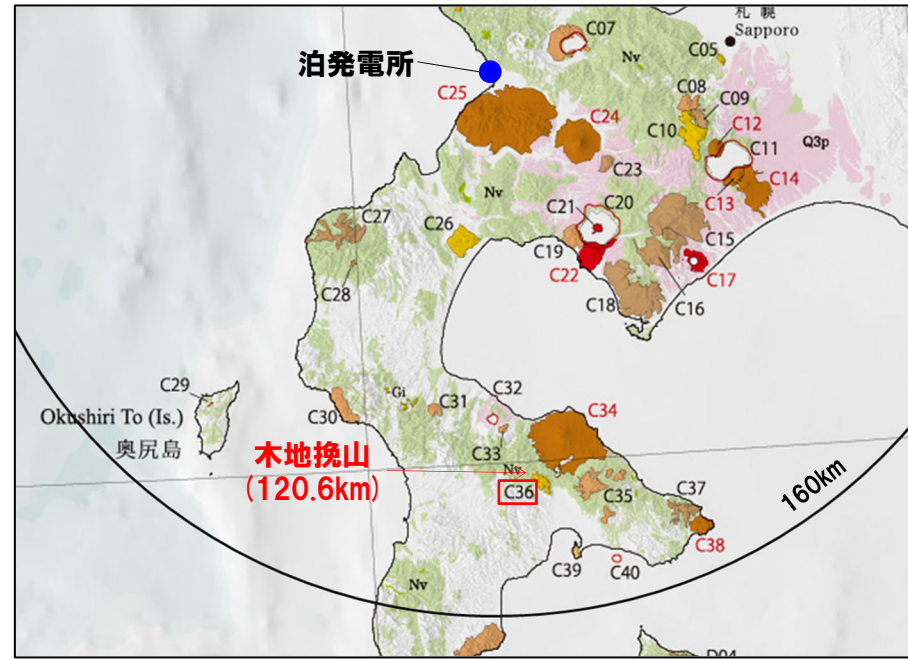 札幌
Sapporo
C07
Nv
C05
泊発電所
C25
C08
C09
C24
C10
C12
C11
Q3p
C23
C14
C13
Nv
C21
C20
C27
C26
C19
C15
C22
C17
C28
C18
C16
C29
Okushiri To (Is.)
奥尻島
C30
Gi
C31
C32
C34
C33
木地挽山
(120.6km)
Nv
C36
C35
C37
160km
C38
C39
C40
Nv
D04